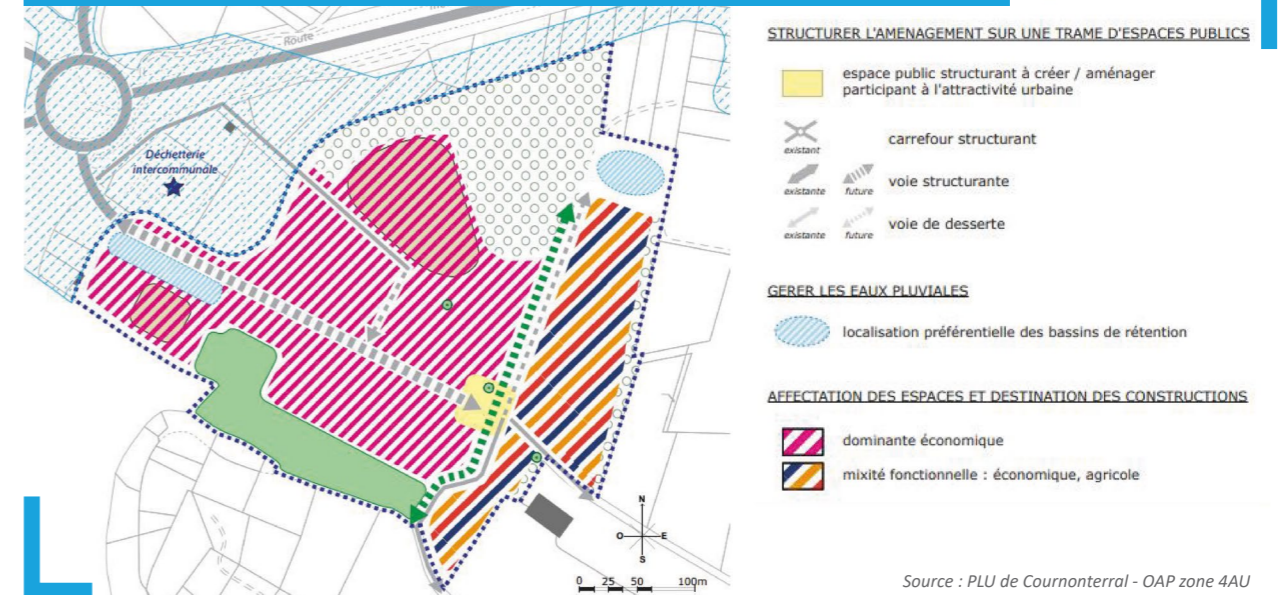 Route
Déchetterie
intercommunale
N
O
E
S
0 25 50 100m
STRUCTURER L'AMENAGEMENT SUR UNE TRAME D'ESPACES PUBLICS
espace public structurant à créer / aménager
participant à l'attractivité urbaine
existant
carrefour structurant
existante future voie structurante
existante future voie de desserte
GERER LES EAUX PLUVIALES
localisation préférentielle des bassins de rétention
AFFECTATION DES ESPACES ET DESTINATION DES CONSTRUCTIONS
dominante économique
mixité fonctionnelle : économique, agricole
Source : PLU de Cournonterral - OAP zone 4AU